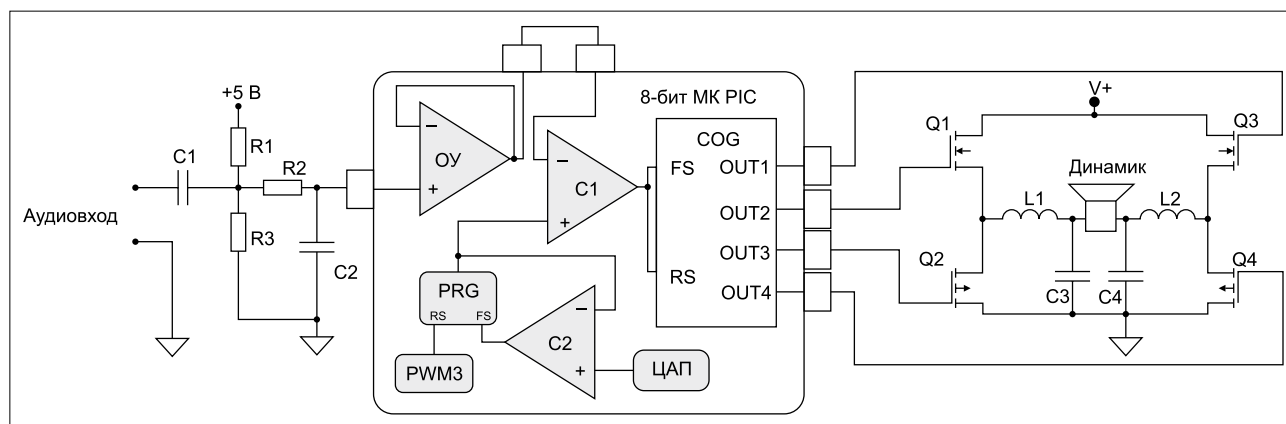 Аудиовход
C1
+5 В
R1
R2
R3
C2
8-бит МК PIC
ОУ
−
+
C1
−
+
COG
FS
RS
OUT1
OUT2
OUT3
OUT4
PRG
RS FS
PWM3
C2
−
+
ЦАП
V+
Q1
Q3
Динамик
L1
L2
Q2
Q4
C3
C4